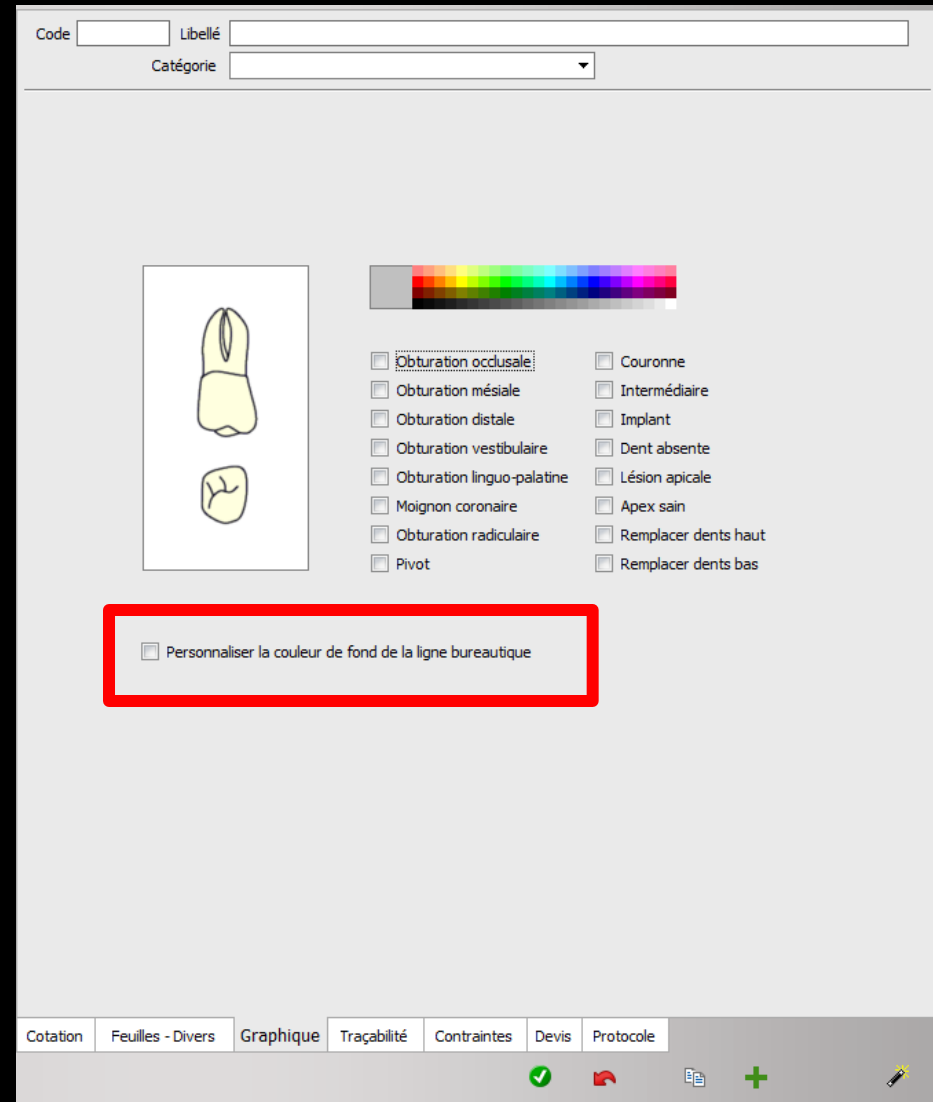 Code Libellé
Catégorie
Obturation occlusale Couronne
Obturation mésiale Intermédiaire
Obturation distale Implant
Obturation vestibulaire Dent absente
Obturation linguo-palatine Lésion apicale
Moignon coronaire Apex sain
Obturation radiculaire Remplacer dents haut
Pivot Remplacer dents bas
Personnaliser la couleur de fond de la ligne bureautique
Cotation Feuilles - Divers Graphique Traçabilité Contraintes Devis Protocole